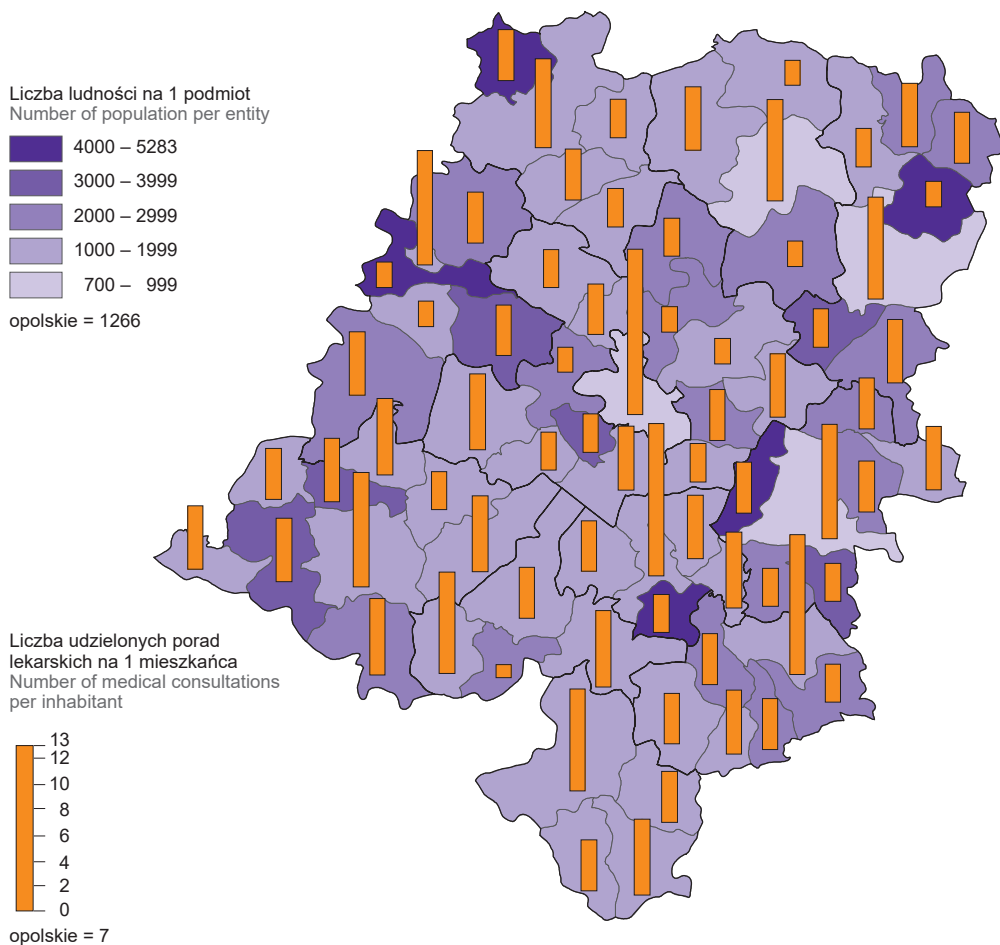 Liczba ludności na 1 podmiot
Number of population per entity
4000 – 5283
3000 – 3999
2000 – 2999
1000 – 1999
700 – 999
opolskie = 1266
Liczba udzielonych porad
lekarskich na 1 mieszkańca
Number of medical consultations
per inhabitant
13
12
10
8
6
4
2
0
opolskie = 7